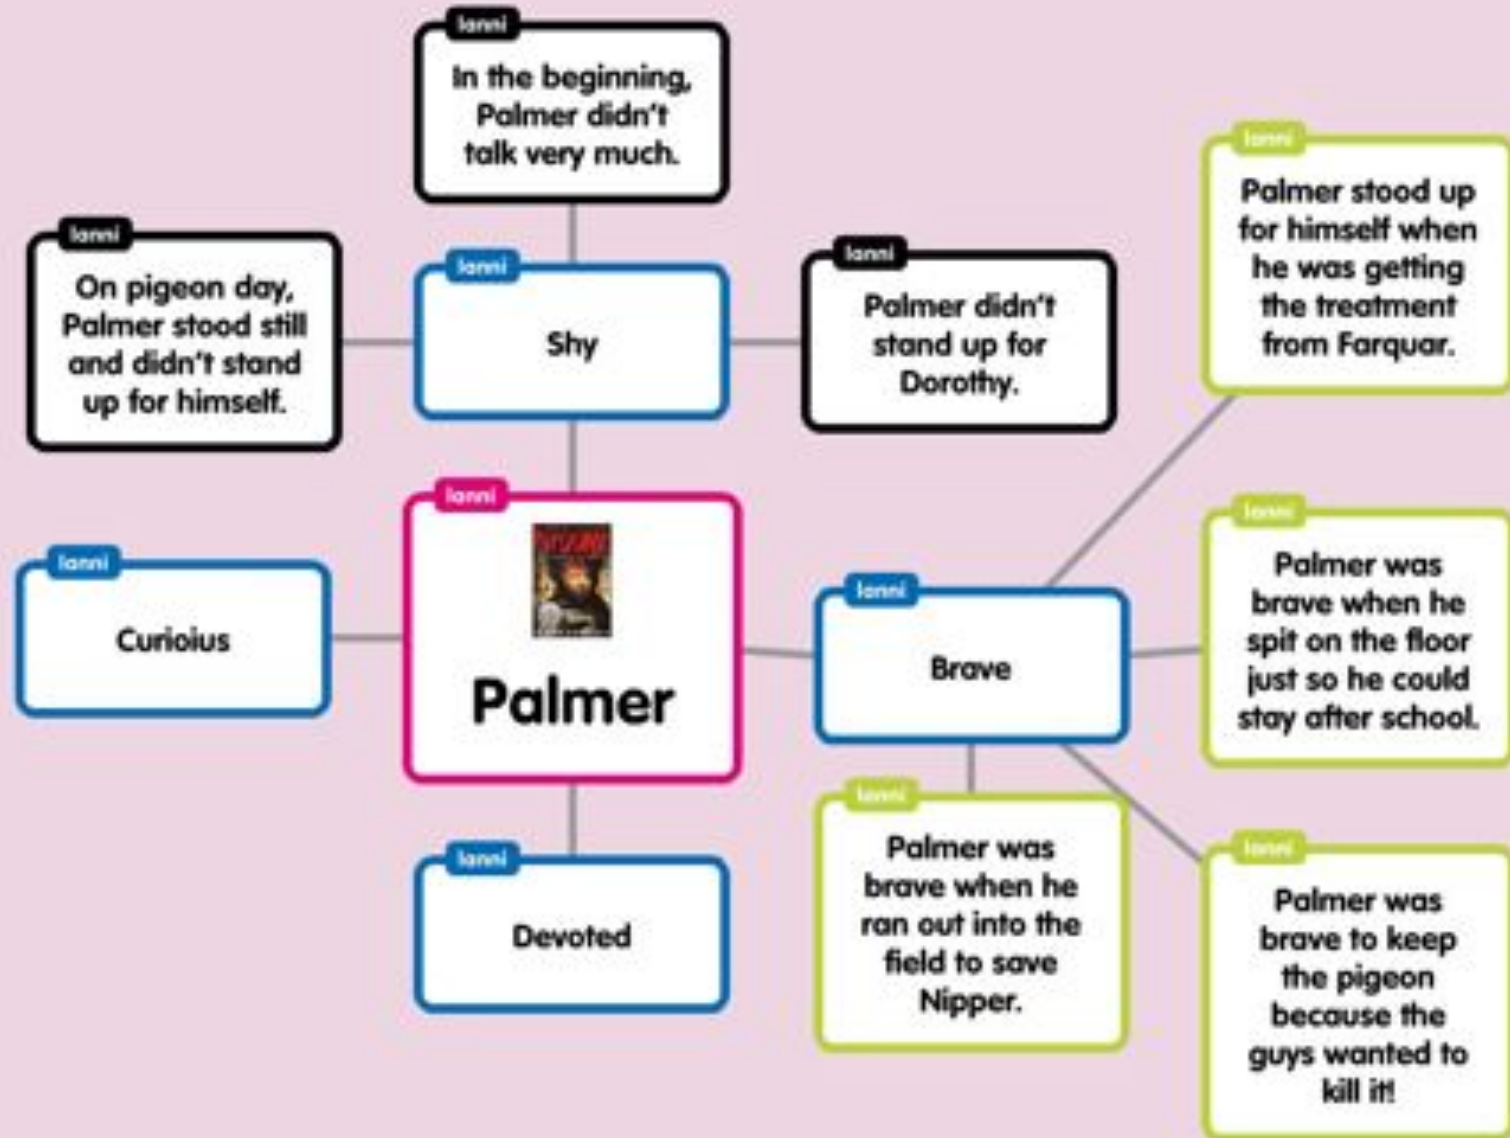 Ianni
In the beginning,
Palmer didn't
talk very much.
Ianni
On pigeon day,
Palmer stood still
and didn't stand
up for himself.
Ianni
Shy
Ianni
Palmer didn't
stand up for
Dorothy.
Ianni
Palmer stood up
for himself when
he was getting
the treatment
from Farquar.
Ianni
Curioius
Ianni
Palmer
Ianni
Brave
Ianni
Palmer was
brave when he
spit on the floor
just so he could
stay after school.
Ianni
Devoted
Ianni
Palmer was
brave when he
ran out into the
field to save
Nipper.
Ianni
Palmer was
brave to keep
the pigeon
because the
guys wanted to
kill it!